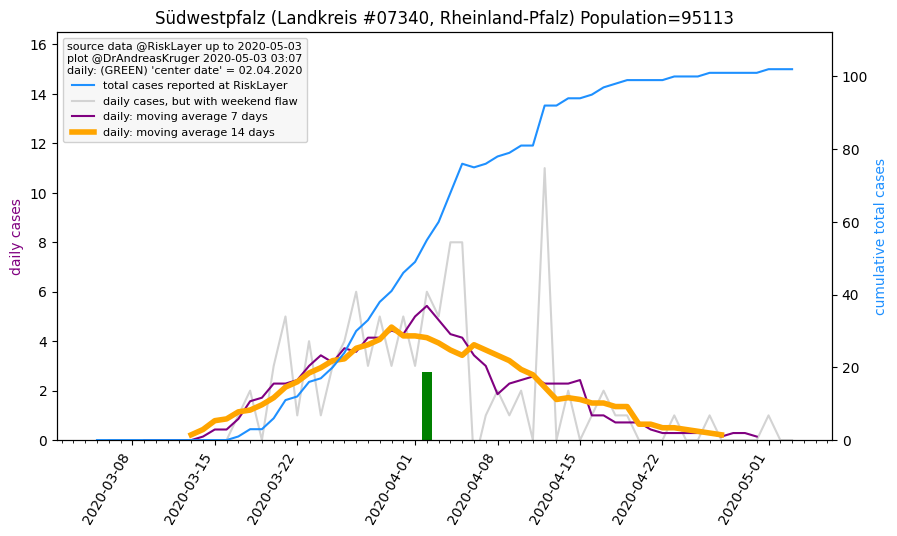 Südwestpfalz (Landkreis #07340, Rheinland-Pfalz) Population=95113
source data @RiskLayer up to 2020-05-03
plot @DrAndreasKruger 2020-05-03 03:07
daily: (GREEN) 'center date' = 02.04.2020
total cases reported at RiskLayer
daily cases, but with weekend flaw
daily: moving average 7 days
daily: moving average 14 days
daily cases
16
14
12
10
8
6
4
2
0
cumulative total cases
100
80
60
40
20
0
2020-03-08
2020-03-15
2020-03-22
2020-04-01
2020-04-08
2020-04-15
2020-04-22
2020-05-01